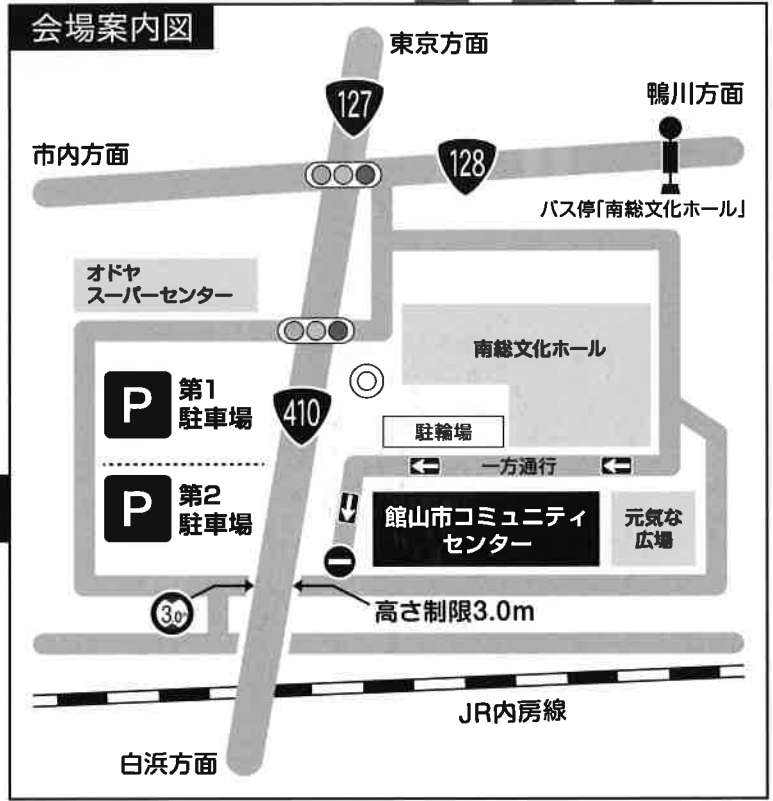 会場案内図
東京方面
127
鴨川方面
市内方面
128
バス停「南総文化ホール」
オドヤ
スーパーセンター
南総文化ホール
P
第1
駐車場
410
駐輪場
一方通行
P
第2
駐車場
館山市コミュニティ
センター
元気な
広場
3.0m
高さ制限3.0m
JR内房線
白浜方面